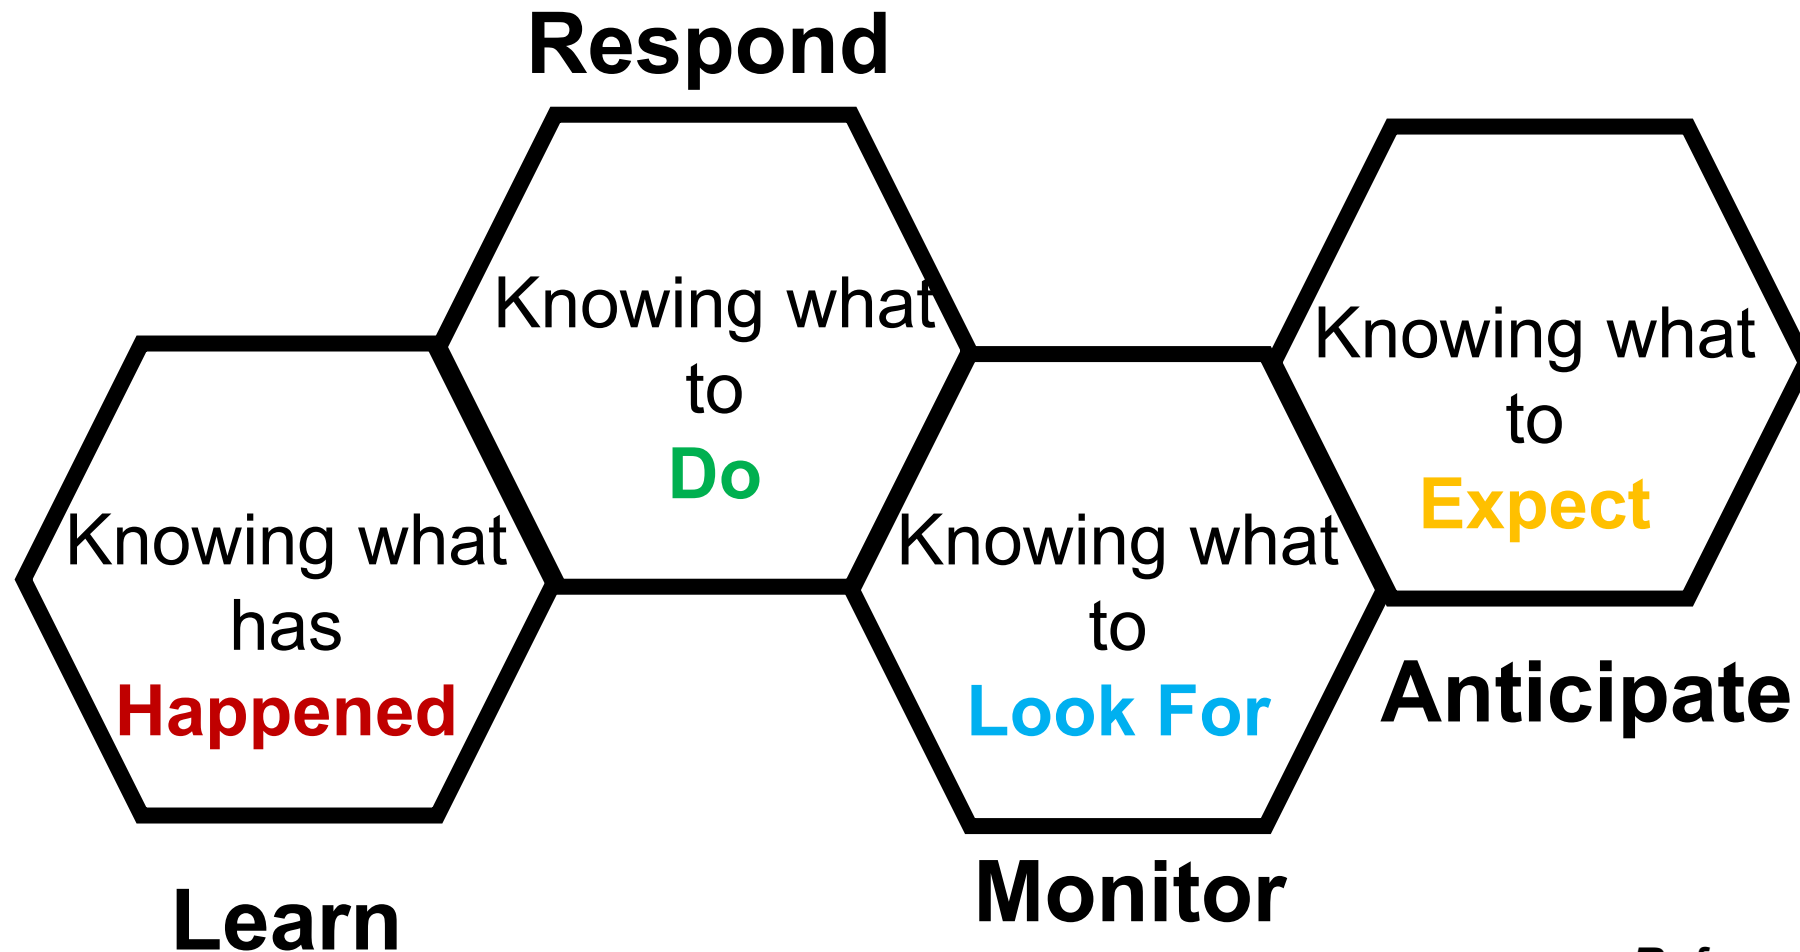 Respond
Knowing what
to
Do
Knowing what
to
Expect
Knowing what
has
Happened
Knowing what
to
Look For
Anticipate
Monitor
Learn